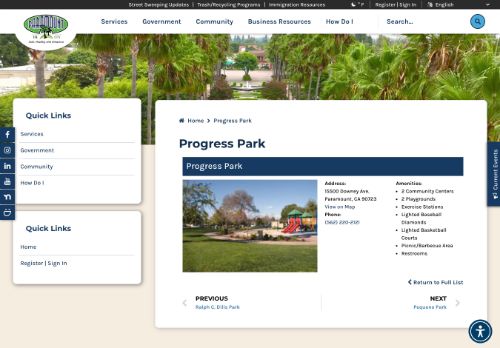 Street Sweeping Updates | Trash/Recycling Programs | Immigration Resources
° F | Register | Sign In | English
PARAMOUNT
Services Government Community Business Resources How Do I Search...
Quick Links
Services
Government
Community
How Do I
Quick Links
Home
Register | Sign In
Home > Progress Park
Progress Park
Progress Park
Address:
15500 Downey Ave.
Paramount, CA 90723
View on Map
Phone:
Amenities:
2 Community Centers
2 Playgrounds
Exercise Stations
Lighted Baseball
Diamonds
Lighted Basketball
Courts
Picnic/Barbecue Area
Restrooms
Return to Full List
PREVIOUS
Ralph C. Dills Park
NEXT
Pequeno Park
Current Events